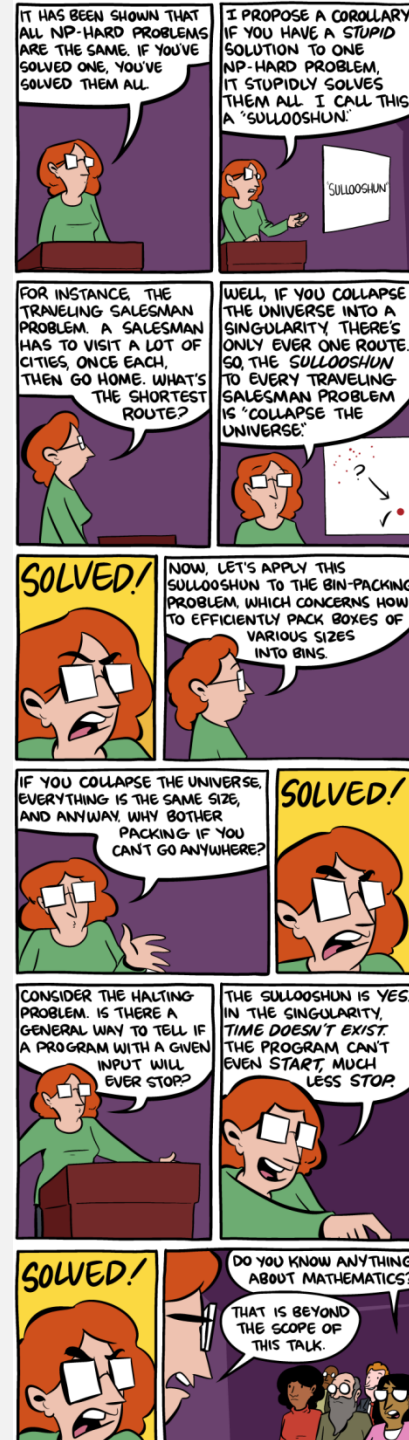 IT HAS BEEN SHOWN THAT
ALL NP-HARD PROBLEMS
ARE THE SAME. IF YOU'VE
SOLVED ONE, YOU'VE
SOLVED THEM ALL.
I PROPOSE A COROLLARY
IF YOU HAVE A STUPID
SOLUTION TO ONE
NP-HARD PROBLEM,
IT STUPIDLY SOLVES
THEM ALL. I CALL THIS
A "SULLOOSHUN."
"SULLOOSHUN"
FOR INSTANCE, THE
TRAVELING SALESMAN
PROBLEM. A SALESMAN
HAS TO VISIT A LOT OF
CITIES, ONCE EACH,
THEN GO HOME. WHAT'S
THE SHORTEST
ROUTE?
WELL, IF YOU COLLAPSE
THE UNIVERSE INTO A
SINGULARITY, THERE'S
ONLY EVER ONE ROUTE.
SO, THE SULLOOSHUN
TO EVERY TRAVELING
SALESMAN PROBLEM
IS "COLLAPSE THE
UNIVERSE."
?
SOLVED!
NOW, LET'S APPLY THIS
SULLOOSHUN TO THE BIN-PACKING
PROBLEM, WHICH CONCERNS HOW
TO EFFICIENTLY PACK BOXES OF
VARIOUS SIZES
INTO BINS.
IF YOU COLLAPSE THE UNIVERSE,
EVERYTHING IS THE SAME SIZE,
AND ANYWAY, WHY BOTHER
PACKING IF YOU
CAN'T GO ANYWHERE?
SOLVED!
CONSIDER THE HALTING
PROBLEM. IS THERE A
GENERAL WAY TO TELL IF
A PROGRAM WITH A GIVEN
INPUT WILL
EVER STOP?
THE SULLOOSHUN IS YES.
IN THE SINGULARITY,
TIME DOESN'T EXIST.
THE PROGRAM CAN'T
EVEN START, MUCH
LESS STOP.
SOLVED!
DO YOU KNOW ANYTHING
ABOUT MATHEMATICS?
THAT IS BEYOND
THE SCOPE OF
THIS TALK.